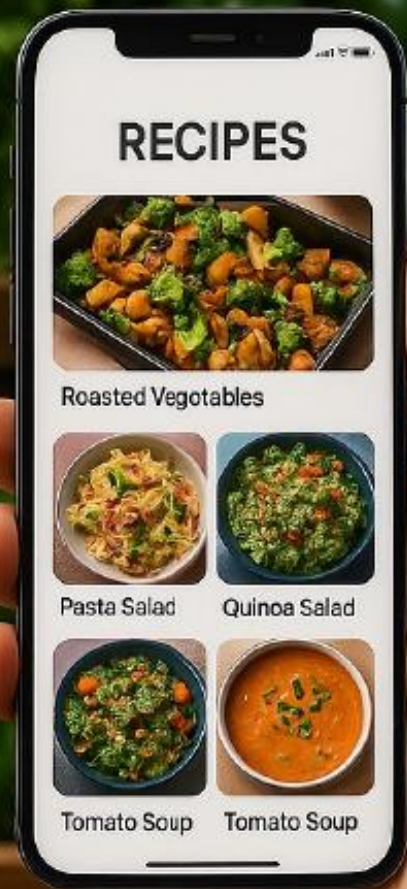 RECIPES
Roasted Vegotables
Pasta Salad
Quinoa Salad
Tomato Soup
Tomato Soup